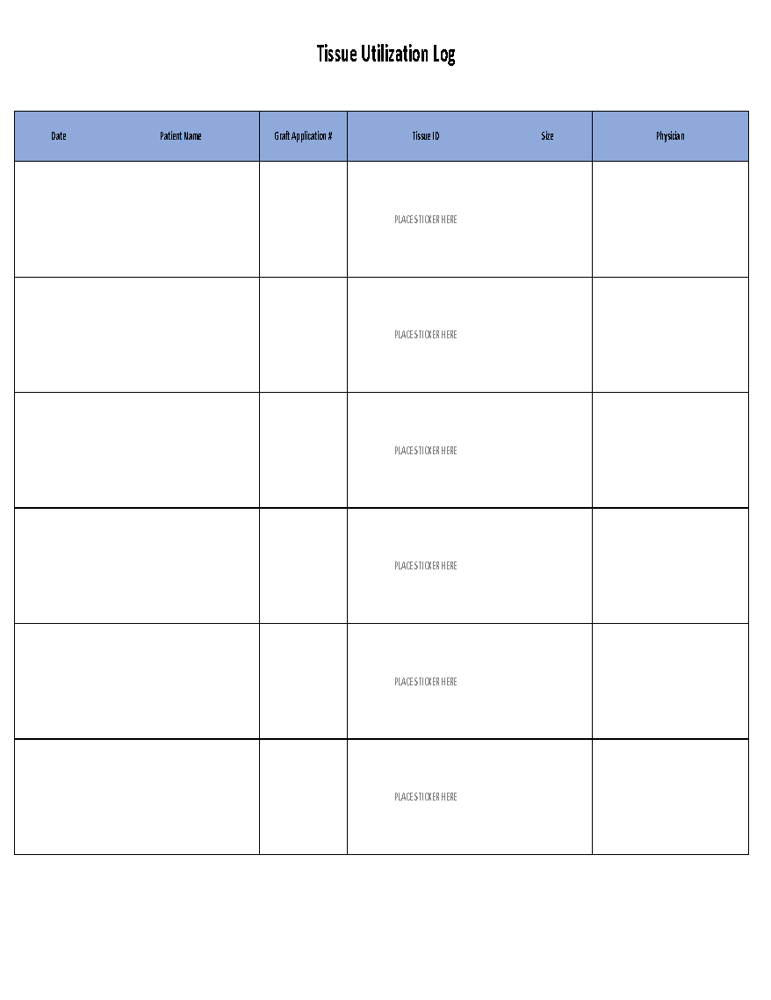 Tissue Utilization Log
Date Patient Name Graft Application # Tissue ID Size Physician
PLACE STICKER HERE
PLACE STICKER HERE
PLACE STICKER HERE
PLACE STICKER HERE
PLACE STICKER HERE
PLACE STICKER HERE